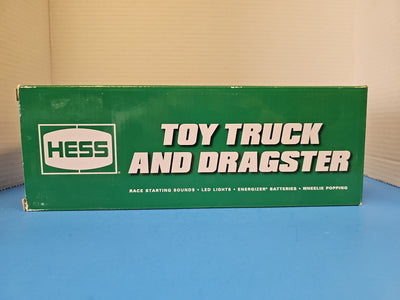 HESS
TOY TRUCK
AND DRAGSTER
RACE STARTING SOUNDS • LED LIGHTS • ENERGIZER® BATTERIES • WHEELIE POPPING